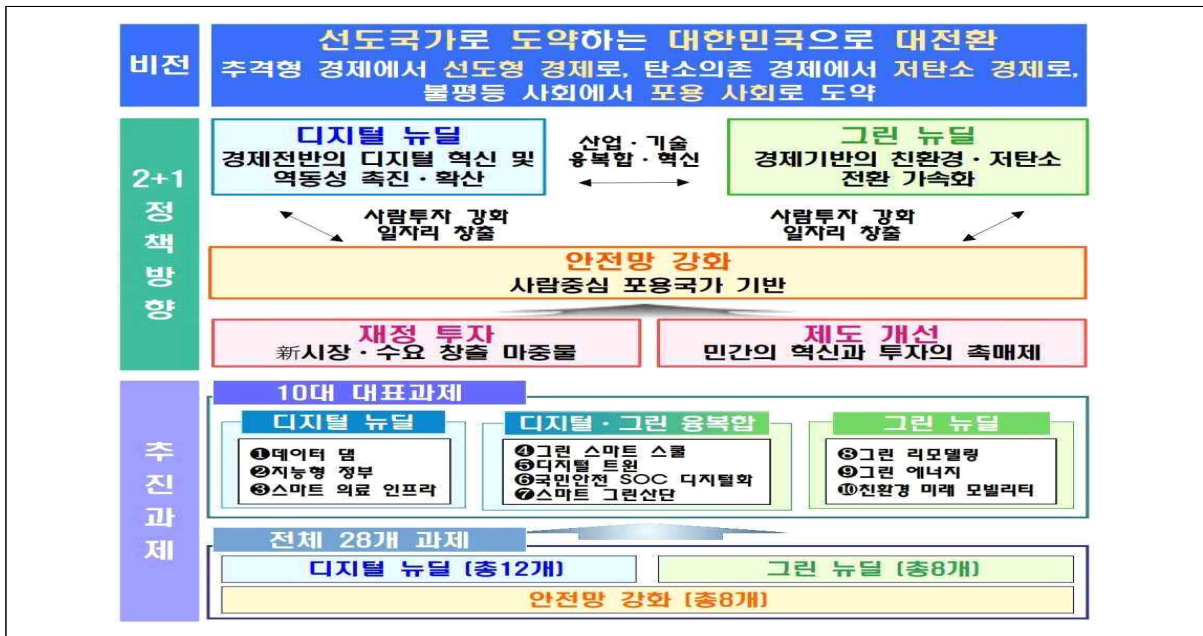 비전
선도국가로 도약하는 대한민국으로 대전환
추격형 경제에서 선도형 경제로, 탄소의존 경제에서 저탄소 경제로,
불평등 사회에서 포용 사회로 도약
2+1
정
책
방
향
디지털 뉴딜
경제전반의 디지털 혁신 및
역동성 촉진·확산
산업·기술
융복합·혁신
그린 뉴딜
경제기반의 친환경·저탄소
전환 가속화
사람투자 강화
일자리 창출
사람투자 강화
일자리 창출
안전망 강화
사람중심 포용국가 기반
재정 투자
新시장·수요 창출 마중물
제도 개선
민간의 혁신과 투자의 촉매제
추
진
과
제
10대 대표과제
디지털 뉴딜
❶데이터 댐
❷지능형 정부
❸스마트 의료 인프라
디지털·그린 융복합
❹그린 스마트 스쿨
❺디지털 트윈
❻국민안전 SOC 디지털화
❼스마트 그린산단
그린 뉴딜
❽그린 리모델링
❾그린 에너지
❿친환경 미래 모빌리티
전체 28개 과제
디지털 뉴딜 (총12개)
그린 뉴딜 (총8개)
안전망 강화 (총8개)